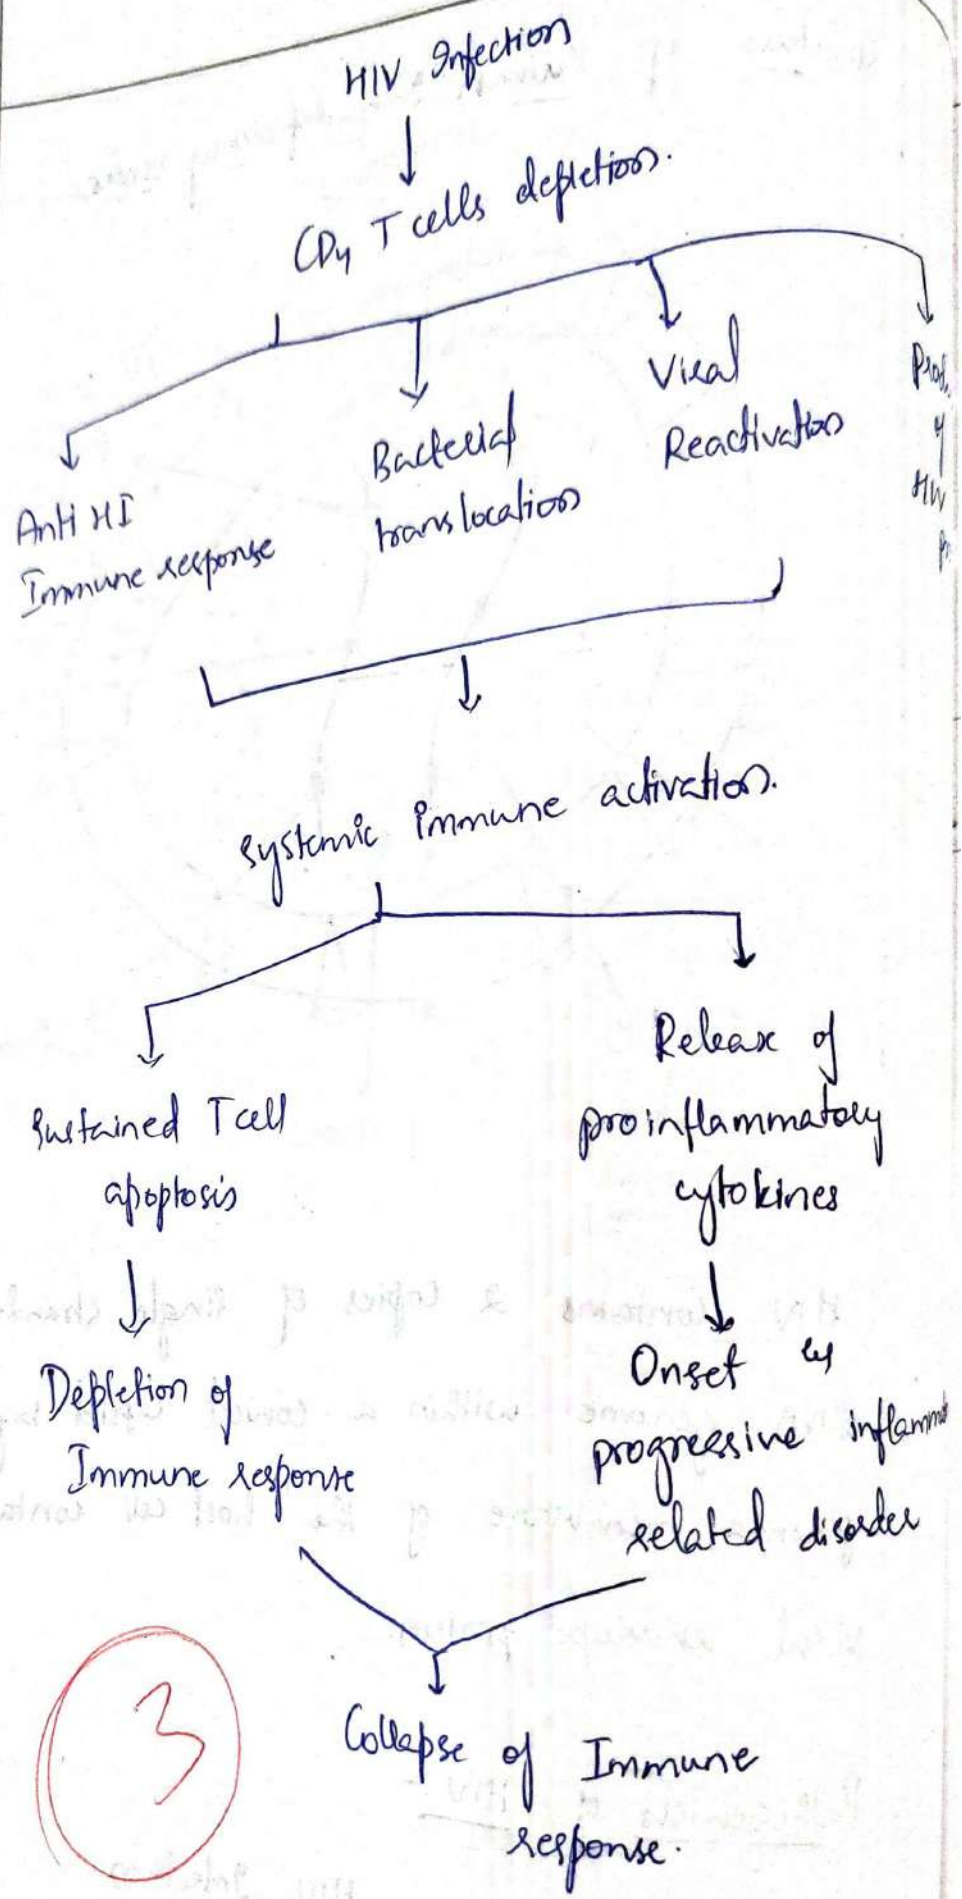 HIV Infection
CD4 T cells depletion.
Anti HI
Immune response
Bacterial
translocation
Viral
Reactivation
Systemic immune activation.
Sustained T cell
apoptosis
Release of
proinflammatory
cytokines
Depletion of
Immune response
Onset of
progressive inflamm
related disorder
3
Collapse of Immune
response.